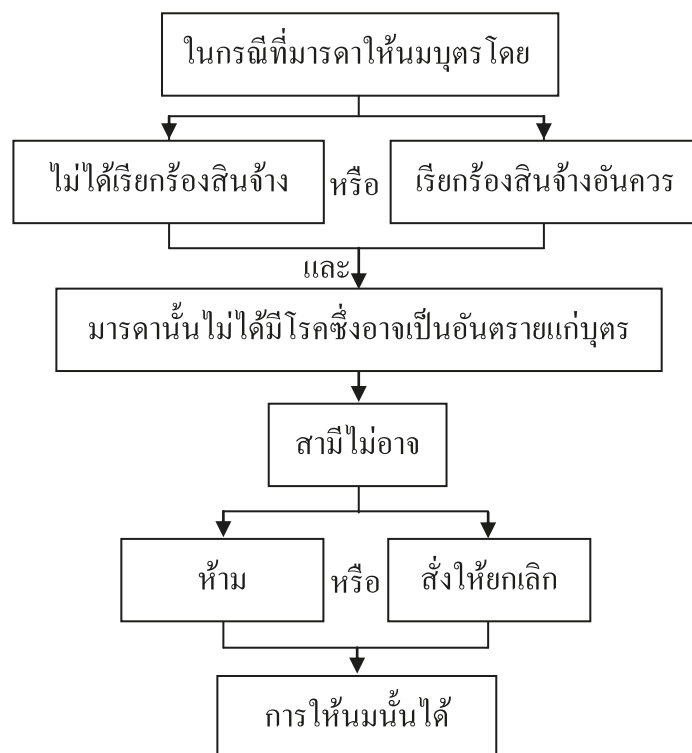 ในกรณีที่มารดาให้นมบุตรโดย
ไม่ได้เรียกร้องสินจ้าง
หรือ
เรียกร้องสินจ้างอันควร
และ
มารดานั้นไม่ได้มีโรคซึ่งอาจเป็นอันตรายแก่บุตร
สามีไม่อาจ
ห้าม
หรือ
สั่งให้ยกเลิก
การให้นมนั้นได้